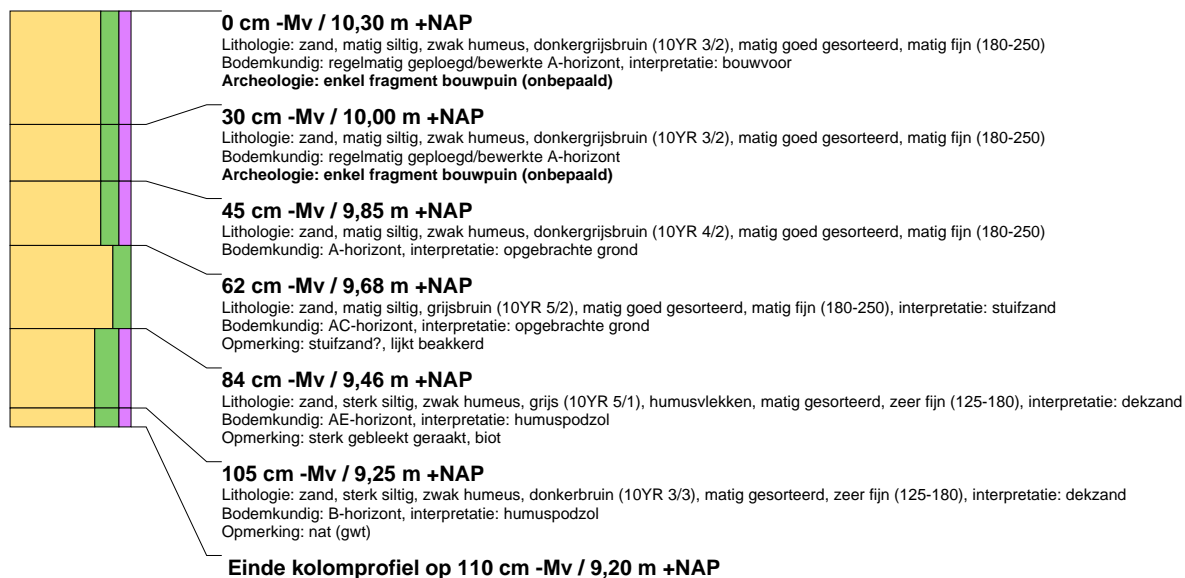 0 cm -Mv / 10,30 m +NAP
Lithologie: zand, matig siltig, zwak humeus, donkergrijsbruin (10YR 3/2), matig goed gesorteerd, matig fijn (180-250)
Bodemkundig: regelmatig geploegd/bewerkte A-horizont, interpretatie: bouwvoor
Archeologie: enkel fragment bouwpuin (onbepaald)
30 cm -Mv / 10,00 m +NAP
Lithologie: zand, matig siltig, zwak humeus, donkergrijsbruin (10YR 3/2), matig goed gesorteerd, matig fijn (180-250)
Bodemkundig: regelmatig geploegd/bewerkte A-horizont
Archeologie: enkel fragment bouwpuin (onbepaald)
45 cm -Mv / 9,85 m +NAP
Lithologie: zand, matig siltig, zwak humeus, donkergrijsbruin (10YR 4/2), matig goed gesorteerd, matig fijn (180-250)
Bodemkundig: A-horizont, interpretatie: opgebrachte grond
62 cm -Mv / 9,68 m +NAP
Lithologie: zand, matig siltig, grijsbruin (10YR 5/2), matig goed gesorteerd, matig fijn (180-250), interpretatie: stuifzand
Bodemkundig: AC-horizont, interpretatie: opgebrachte grond
Opmerking: stuifzand?, lijkt beakkerd
84 cm -Mv / 9,46 m +NAP
Lithologie: zand, sterk siltig, zwak humeus, grijs (10YR 5/1), humusvlekken, matig gesorteerd, zeer fijn (125-180), interpretatie: dekzand
Bodemkundig: AE-horizont, interpretatie: humuspodzol
Opmerking: sterk gebleekt geraakt, biot
105 cm -Mv / 9,25 m +NAP
Lithologie: zand, sterk siltig, zwak humeus, donkerbruin (10YR 3/3), matig gesorteerd, zeer fijn (125-180), interpretatie: dekzand
Bodemkundig: B-horizont, interpretatie: humuspodzol
Opmerking: nat (gwt)
Einde kolomprofiel op 110 cm -Mv / 9,20 m +NAP